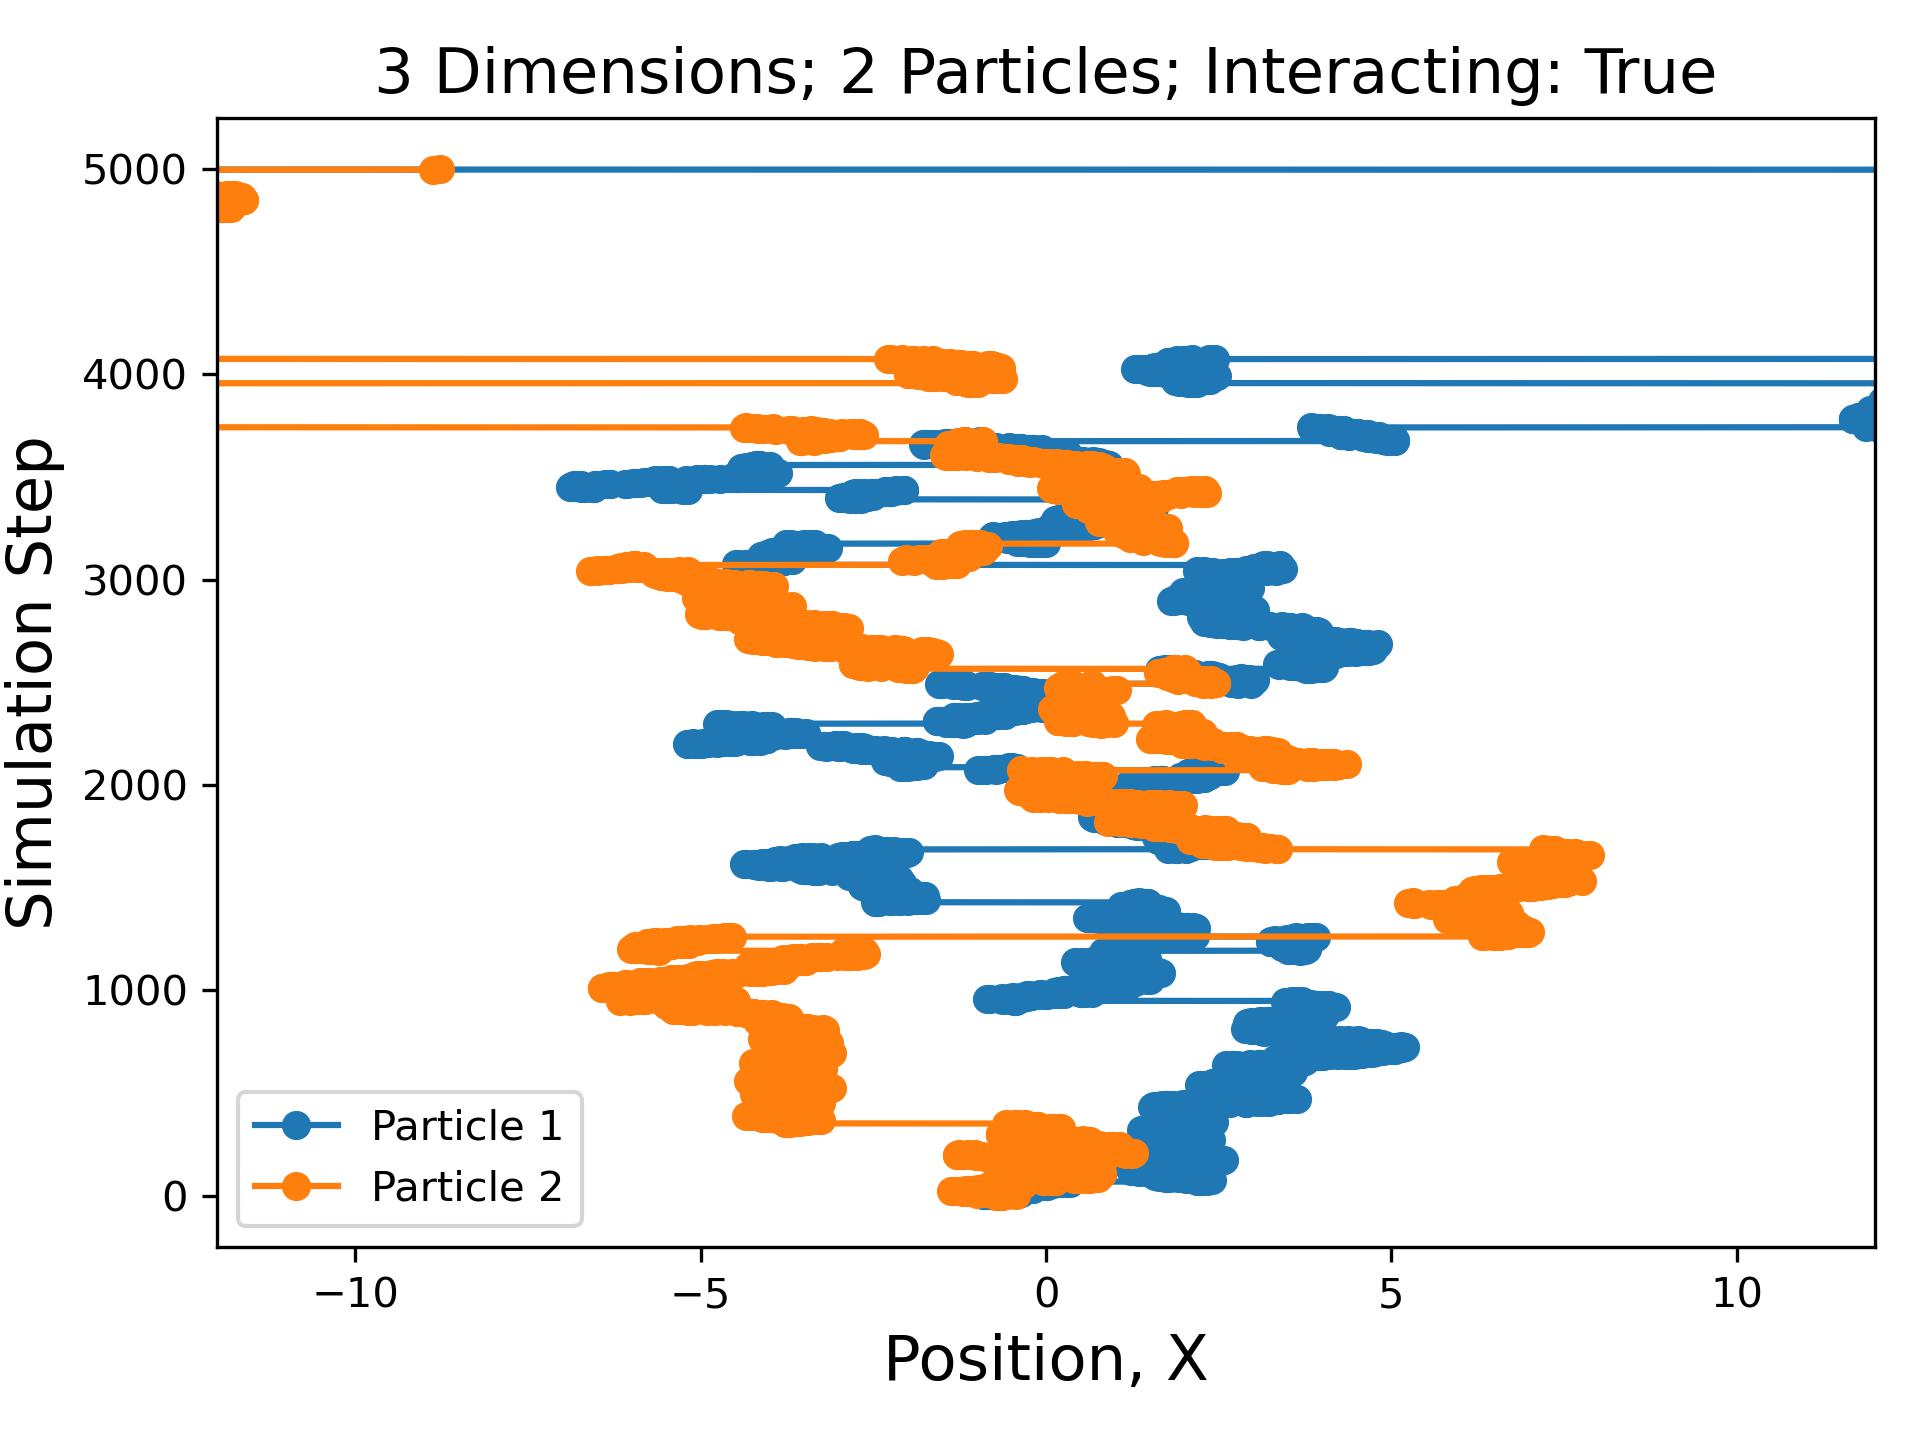 3 Dimensions; 2 Particles; Interacting: True
Simulation Step
5000
4000
3000
2000
1000
0
Particle 1
Particle 2
−10
−5
0
5
10
Position, X